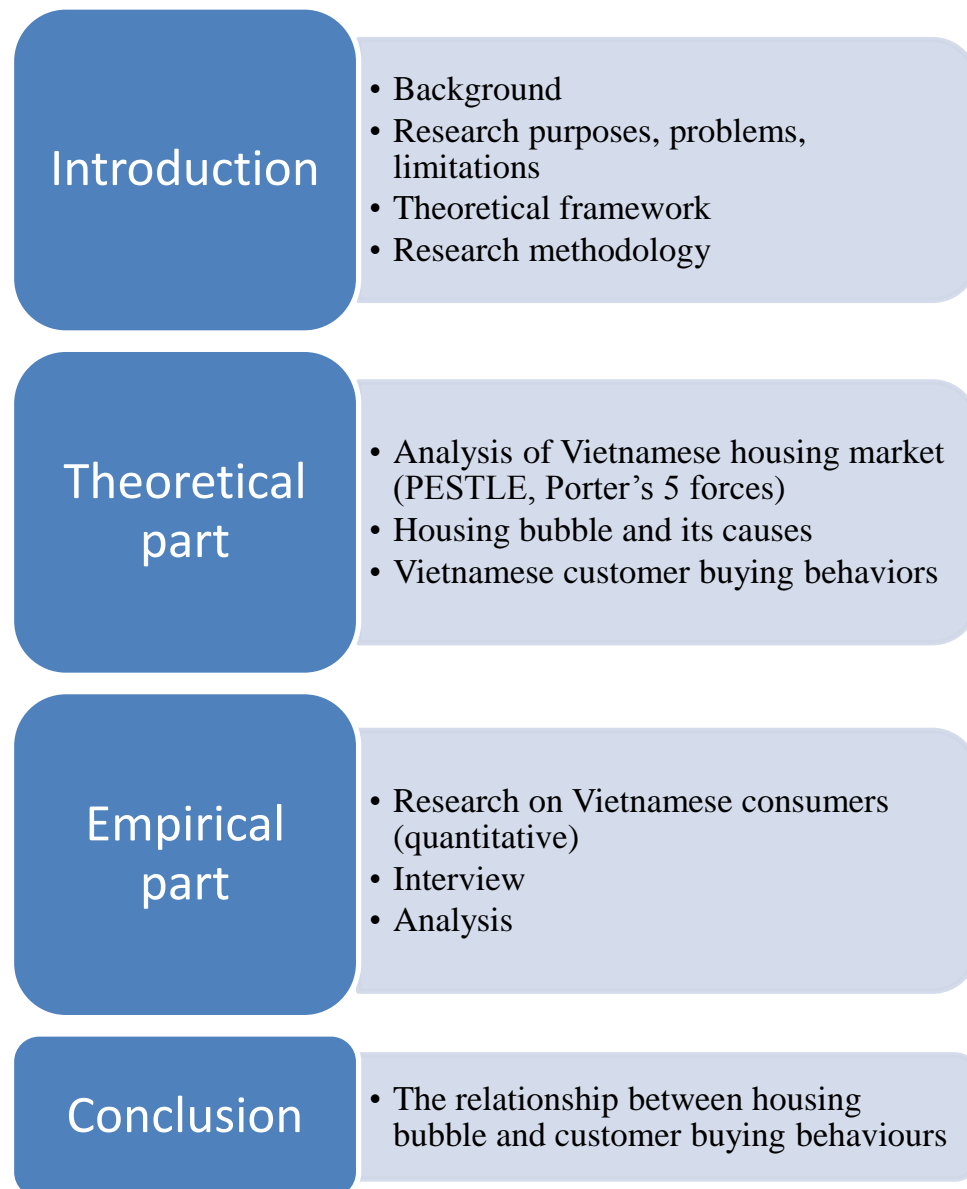 Introduction
• Background
• Research purposes, problems,
limitations
• Theoretical framework
• Research methodology
Theoretical
part
• Analysis of Vietnamese housing market
(PESTLE, Porter’s 5 forces)
• Housing bubble and its causes
• Vietnamese customer buying behaviors
Empirical
part
• Research on Vietnamese consumers
(quantitative)
• Interview
• Analysis
Conclusion
• The relationship between housing
bubble and customer buying behaviours